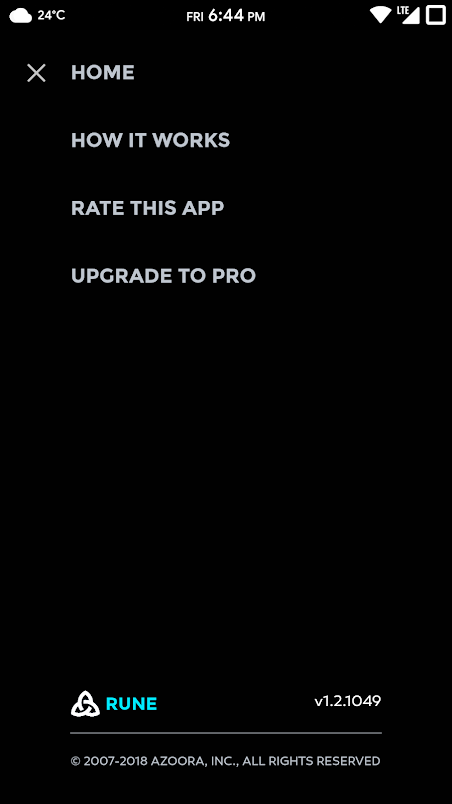 24°C FRI 6:44 PM LTE
HOME
HOW IT WORKS
RATE THIS APP
UPGRADE TO PRO
RUNE v1.2.1049
© 2007-2018 AZOORA, INC., ALL RIGHTS RESERVED